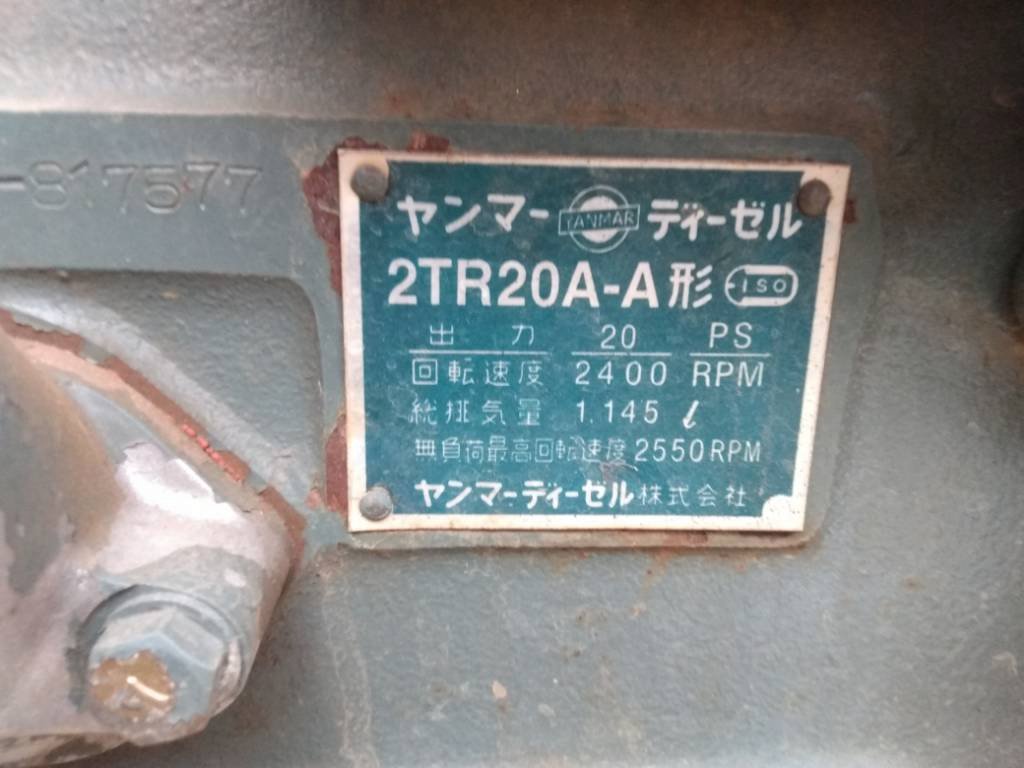 -817577
ヤンマー YANMAR ディーゼル
2TR20A-A形 ISO
出力 20 PS
回転速度 2400 RPM
総排気量 1.145 ℓ
無負荷最高回転速度 2550RPM
ヤンマーディーゼル株式会社